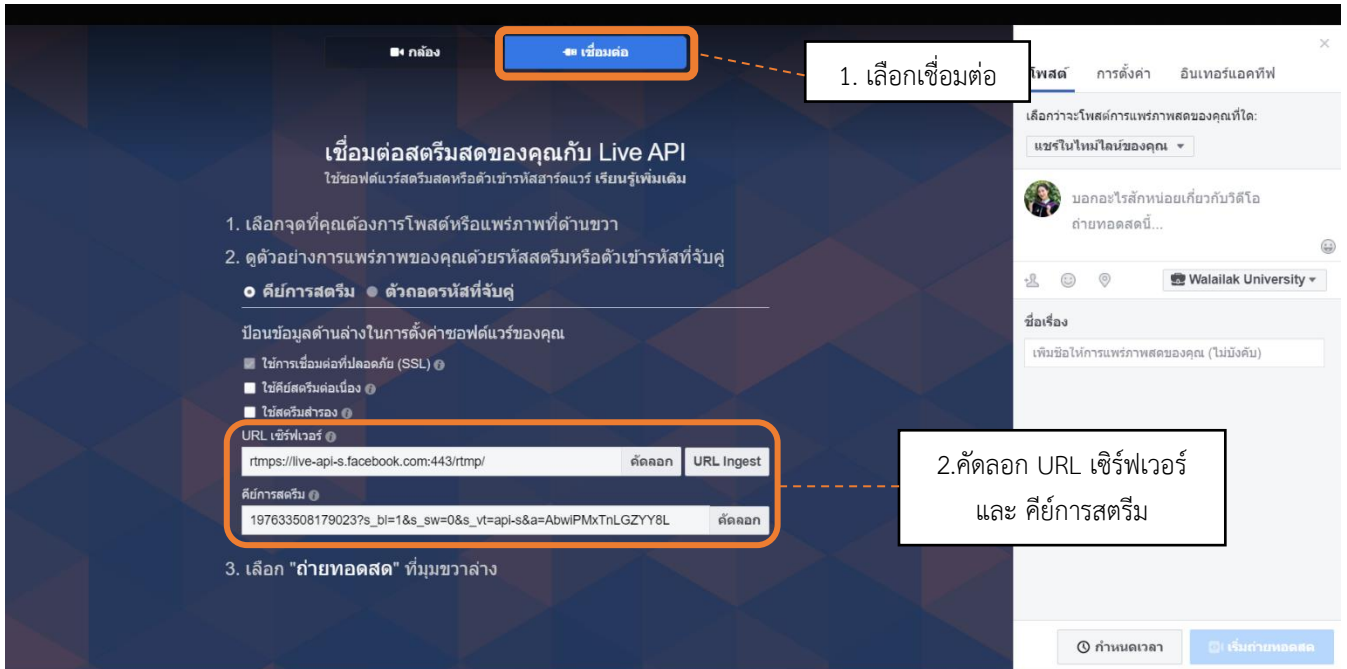 กล้อง
เชื่อมต่อ
1. เลือกเชื่อมต่อ
เชื่อมต่อสตรีมสดของคุณกับ Live API
ใช้ซอฟต์แวร์สตรีมสดหรือตัวเข้ารหัสฮาร์ดแวร์ เรียนรู้เพิ่มเติม
1. เลือกจุดที่คุณต้องการโพสต์หรือแพร่ภาพที่ด้านขวา
2. ดูตัวอย่างการแพร่ภาพของคุณด้วยรหัสสตรีมหรือตัวเข้ารหัสที่จับคู่
คีย์การสตรีม ตัวถอดรหัสที่จับคู่
ป้อนข้อมูลด้านล่างในการตั้งค่าซอฟต์แวร์ของคุณ
ใช้การเชื่อมต่อที่ปลอดภัย (SSL)
ใช้คีย์สตรีมต่อเนื่อง
ใช้สตรีมสำรอง
URL เซิร์ฟเวอร์
rtmps://live-api-s.facebook.com:443/rtmp/ คัดลอก URL Ingest
คีย์การสตรีม
197633508179023?s_bl=1&s_sw=0&s_vt=api-s&a=AbwiPMxTnLGZYY8L คัดลอก
3. เลือก "ถ่ายทอดสด" ที่มุมขวาล่าง
2.คัดลอก URL เซิร์ฟเวอร์
และ คีย์การสตรีม
โพสต์ การตั้งค่า อินเทอร์แอคทีฟ
เลือกว่าจะโพสต์การแพร่ภาพสดของคุณที่ใด:
แชร์ในไทม์ไลน์ของคุณ
บอกอะไรสักหน่อยเกี่ยวกับวิดีโอ
ถ่ายทอดสดนี้...
Walailak University
ชื่อเรื่อง
เพิ่มชื่อให้การแพร่ภาพสดของคุณ (ไม่บังคับ)
กำหนดเวลา
เริ่มถ่ายทอดสด